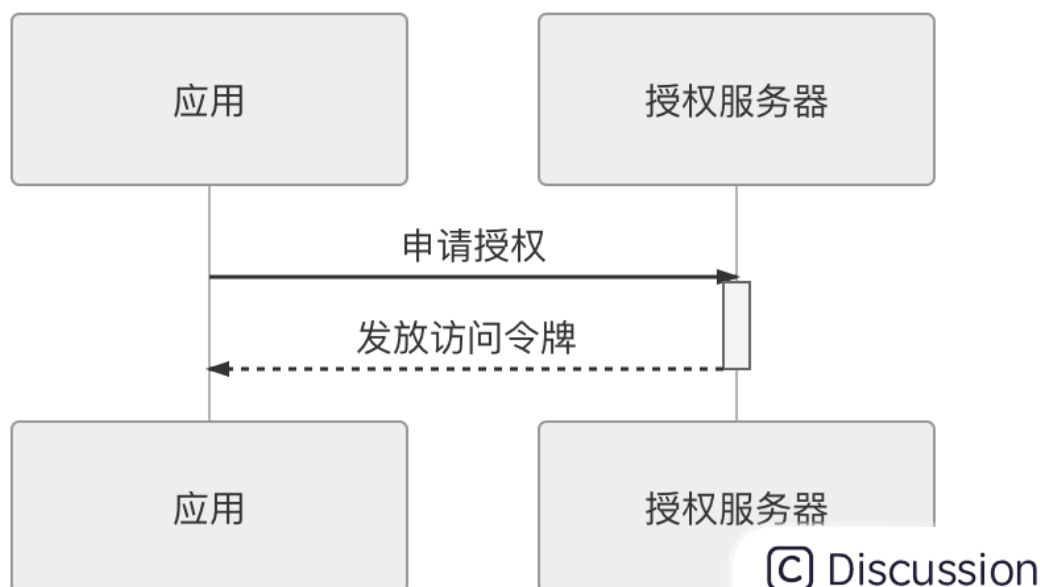 应用
授权服务器
申请授权
发放访问令牌
应用
授权服务器
C Discussion